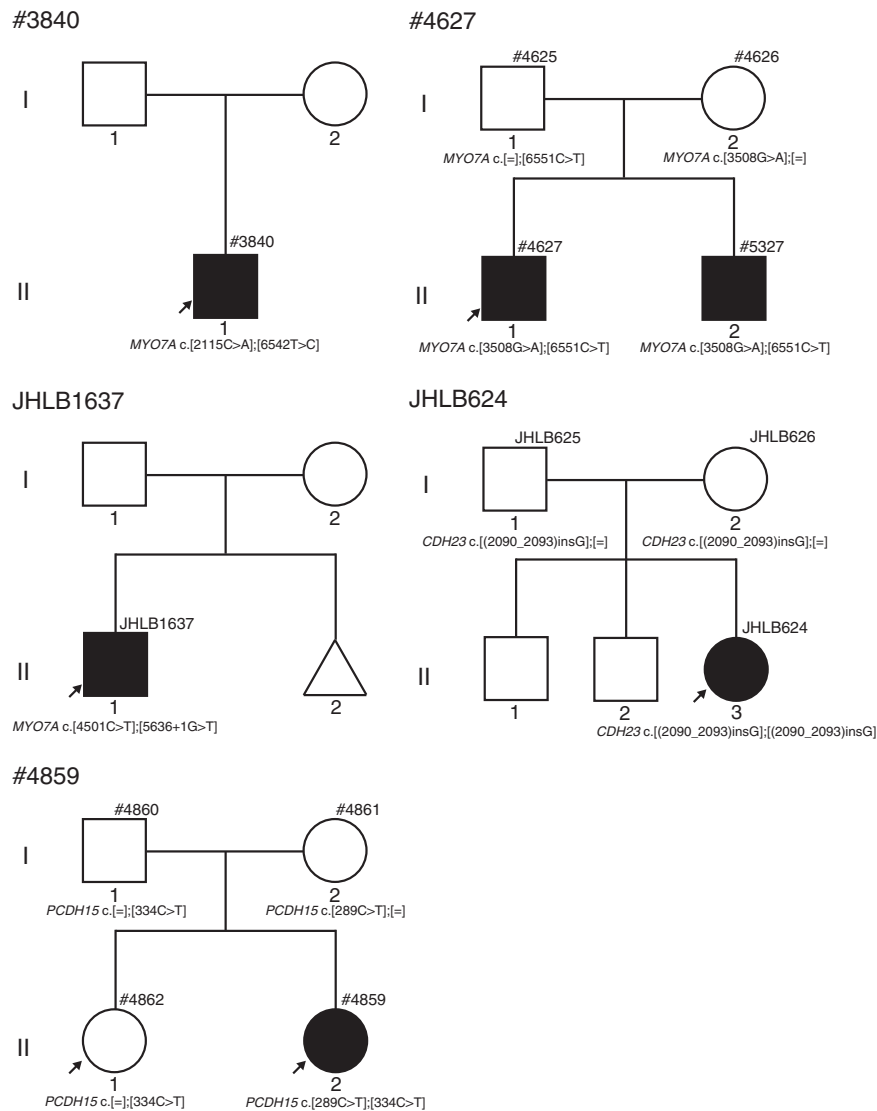 #3840
I
1
2
#3840
II
1
MYO7A c.[2115C>A];[6542T>C]
#4627
#4625
#4626
I
1
2
MYO7A c.[=];[6551C>T]
MYO7A c.[3508G>A];[=]
#4627
#5327
II
1
2
MYO7A c.[3508G>A];[6551C>T]
MYO7A c.[3508G>A];[6551C>T]
JHLB1637
I
1
2
JHLB1637
II
1
2
MYO7A c.[4501C>T];[5636+1G>T]
JHLB624
JHLB625
JHLB626
I
1
2
CDH23 c.[(2090_2093)insG];[=]
CDH23 c.[(2090_2093)insG];[=]
JHLB624
II
1
2
3
CDH23 c.[(2090_2093)insG];[(2090_2093)insG]
#4859
#4860
#4861
I
1
2
PCDH15 c.[=];[334C>T]
PCDH15 c.[289C>T];[=]
#4862
#4859
II
1
2
PCDH15 c.[=];[334C>T]
PCDH15 c.[289C>T];[334C>T]